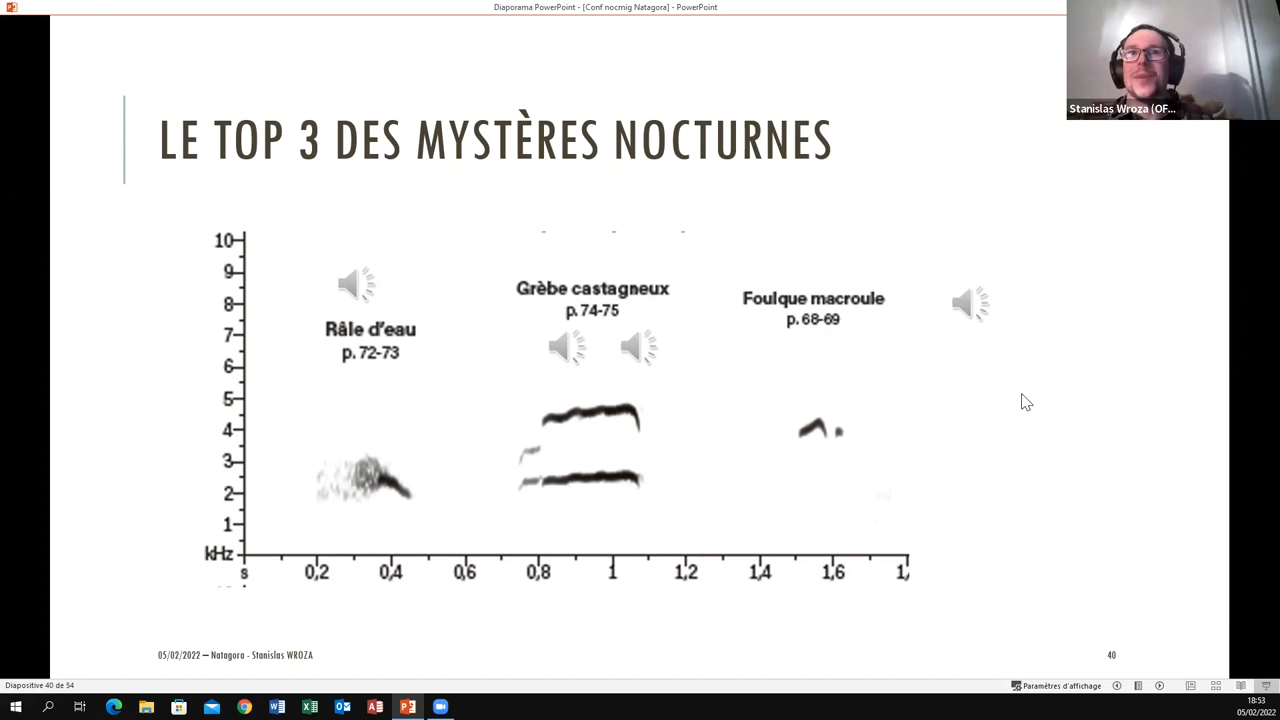 Diaporama PowerPoint - [Conf nocmig Natagora] - PowerPoint
Stanislas Wroza (OF...
LE TOP 3 DES MYSTÈRES NOCTURNES
10
9
8
7
6
5
4
3
2
1
kHz
Râle d'eau
p. 72-73
Grèbe castagneux
p. 74-75
Foulque macroule
p. 68-69
s 0,2 0,4 0,6 0,8 1 1,2 1,4 1,6 1,
05/02/2022 – Natagora - Stanislas WROZA
40
Diapositive 40 de 54
Paramètres d'affichage
18:53
05/02/2022